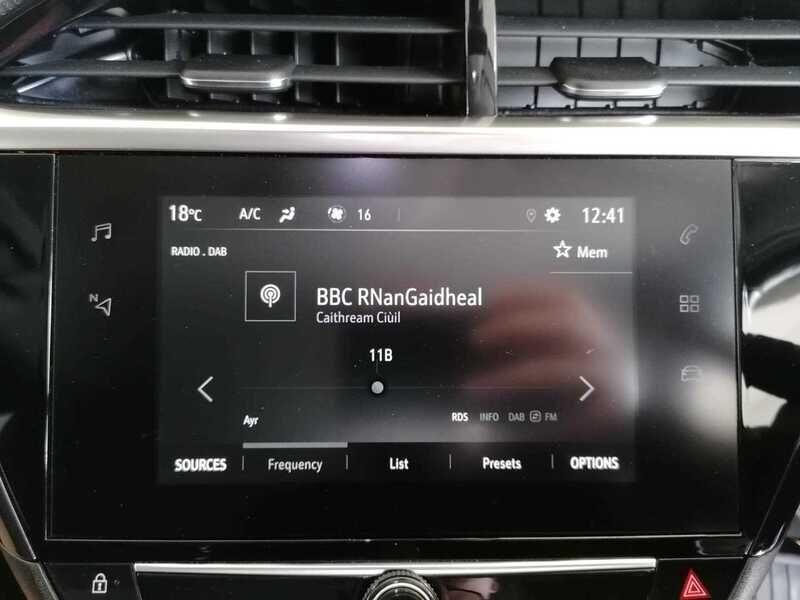 18°C A/C 16 12:41
RADIO . DAB
Mem
BBC RNanGaidheal
Caithream Ciùil
11B
Ayr RDS INFO DAB FM
SOURCES Frequency List Presets OPTIONS
N